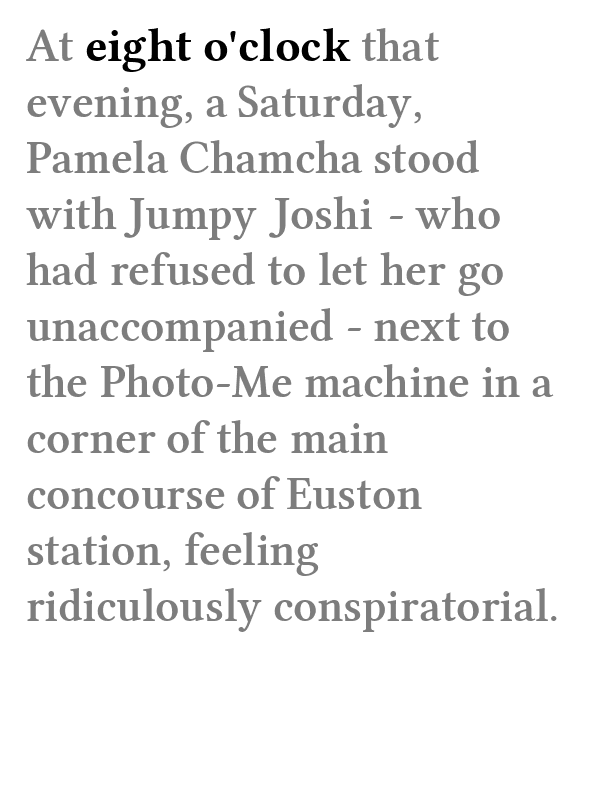 At eight o'clock that
evening, a Saturday,
Pamela Chamcha stood
with Jumpy Joshi - who
had refused to let her go
unaccompanied - next to
the Photo-Me machine in a
corner of the main
concourse of Euston
station, feeling
ridiculously conspiratorial.